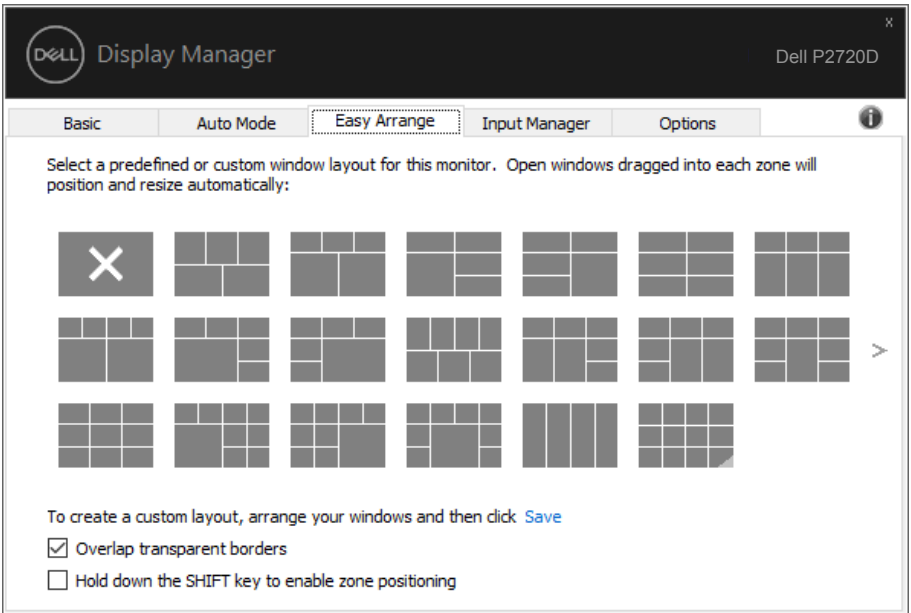 x
DELL Display Manager
Dell P2720D
Basic Auto Mode Easy Arrange Input Manager Options
Select a predefined or custom window layout for this monitor. Open windows dragged into each zone will
position and resize automatically:
>
To create a custom layout, arrange your windows and then click Save
Overlap transparent borders
Hold down the SHIFT key to enable zone positioning